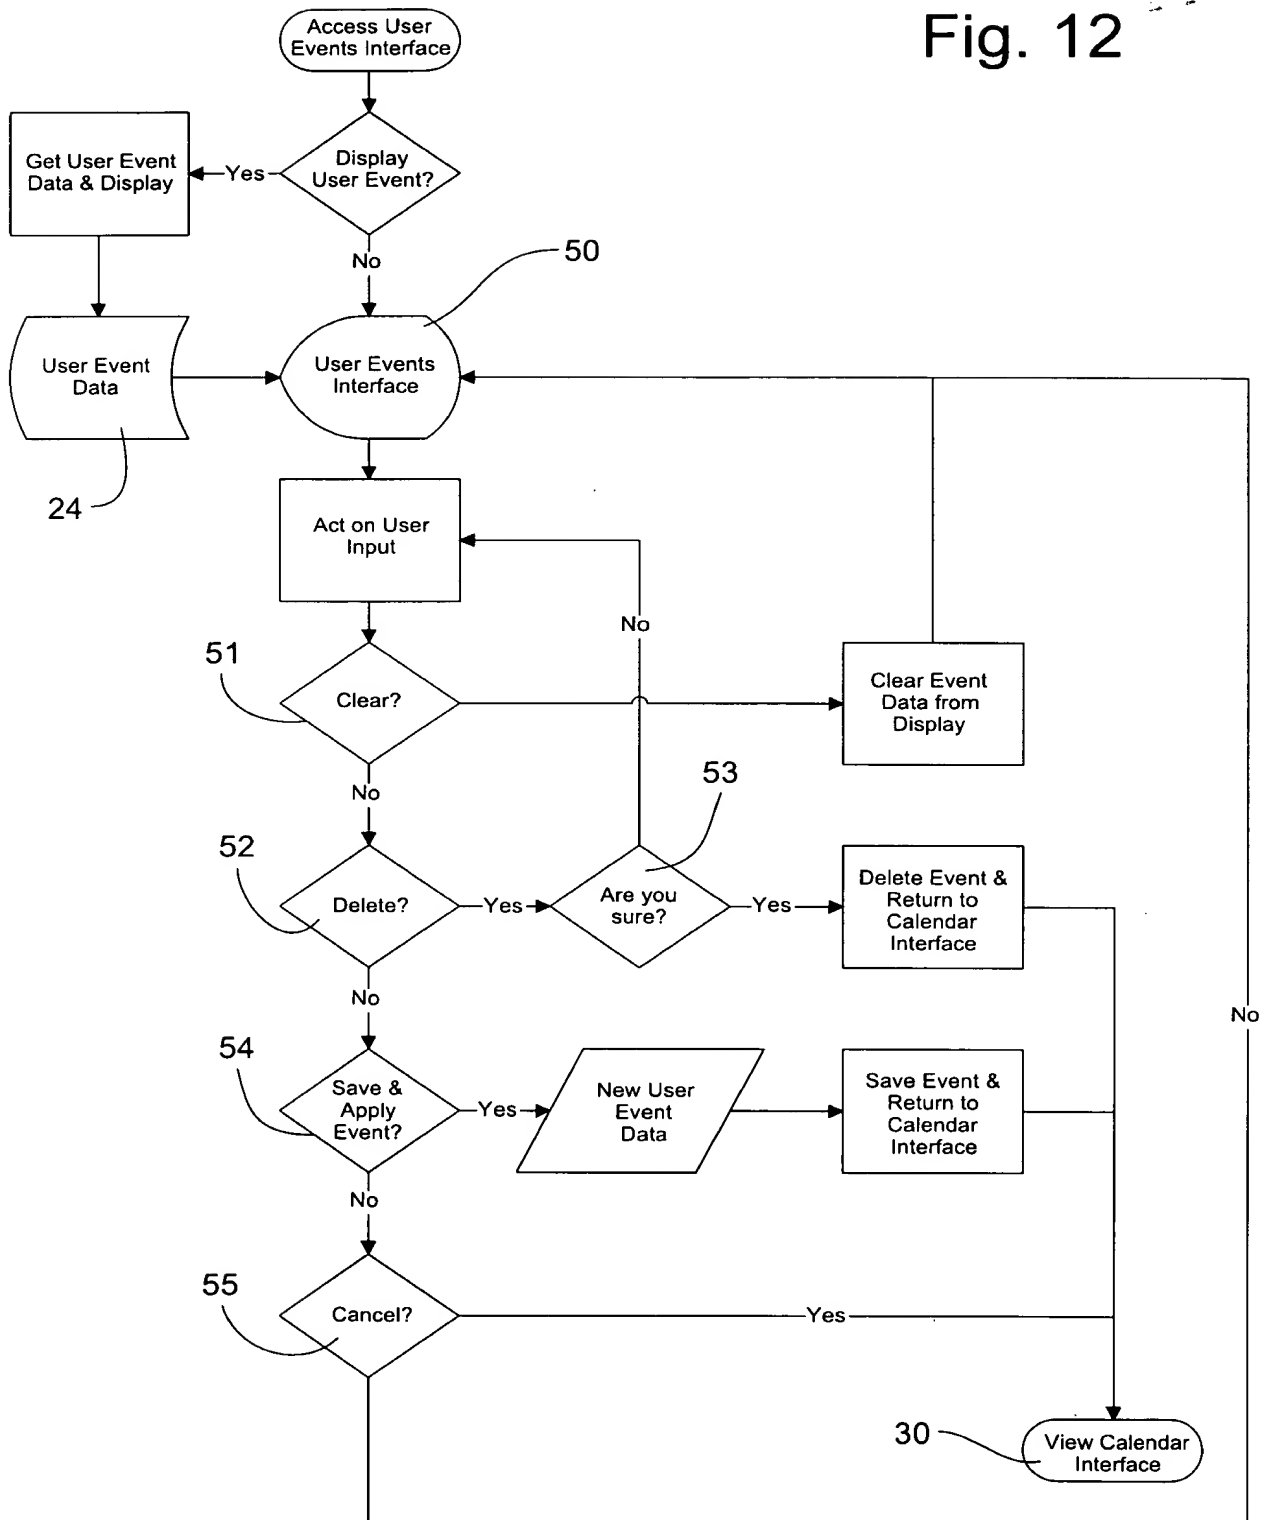 Access User
Events Interface
Fig. 12
Get User Event
Data & Display
Yes
Display
User Event?
No
50
User Event
Data
User Events
Interface
24
Act on User
Input
No
51
Clear?
Clear Event
Data from
Display
No
53
52
Delete?
Yes
Are you
sure?
Yes
Delete Event &
Return to
Calendar
Interface
No
No
54
Save &
Apply
Event?
Yes
New User
Event
Data
Save Event &
Return to
Calendar
Interface
No
55
Cancel?
Yes
30
View Calendar
Interface